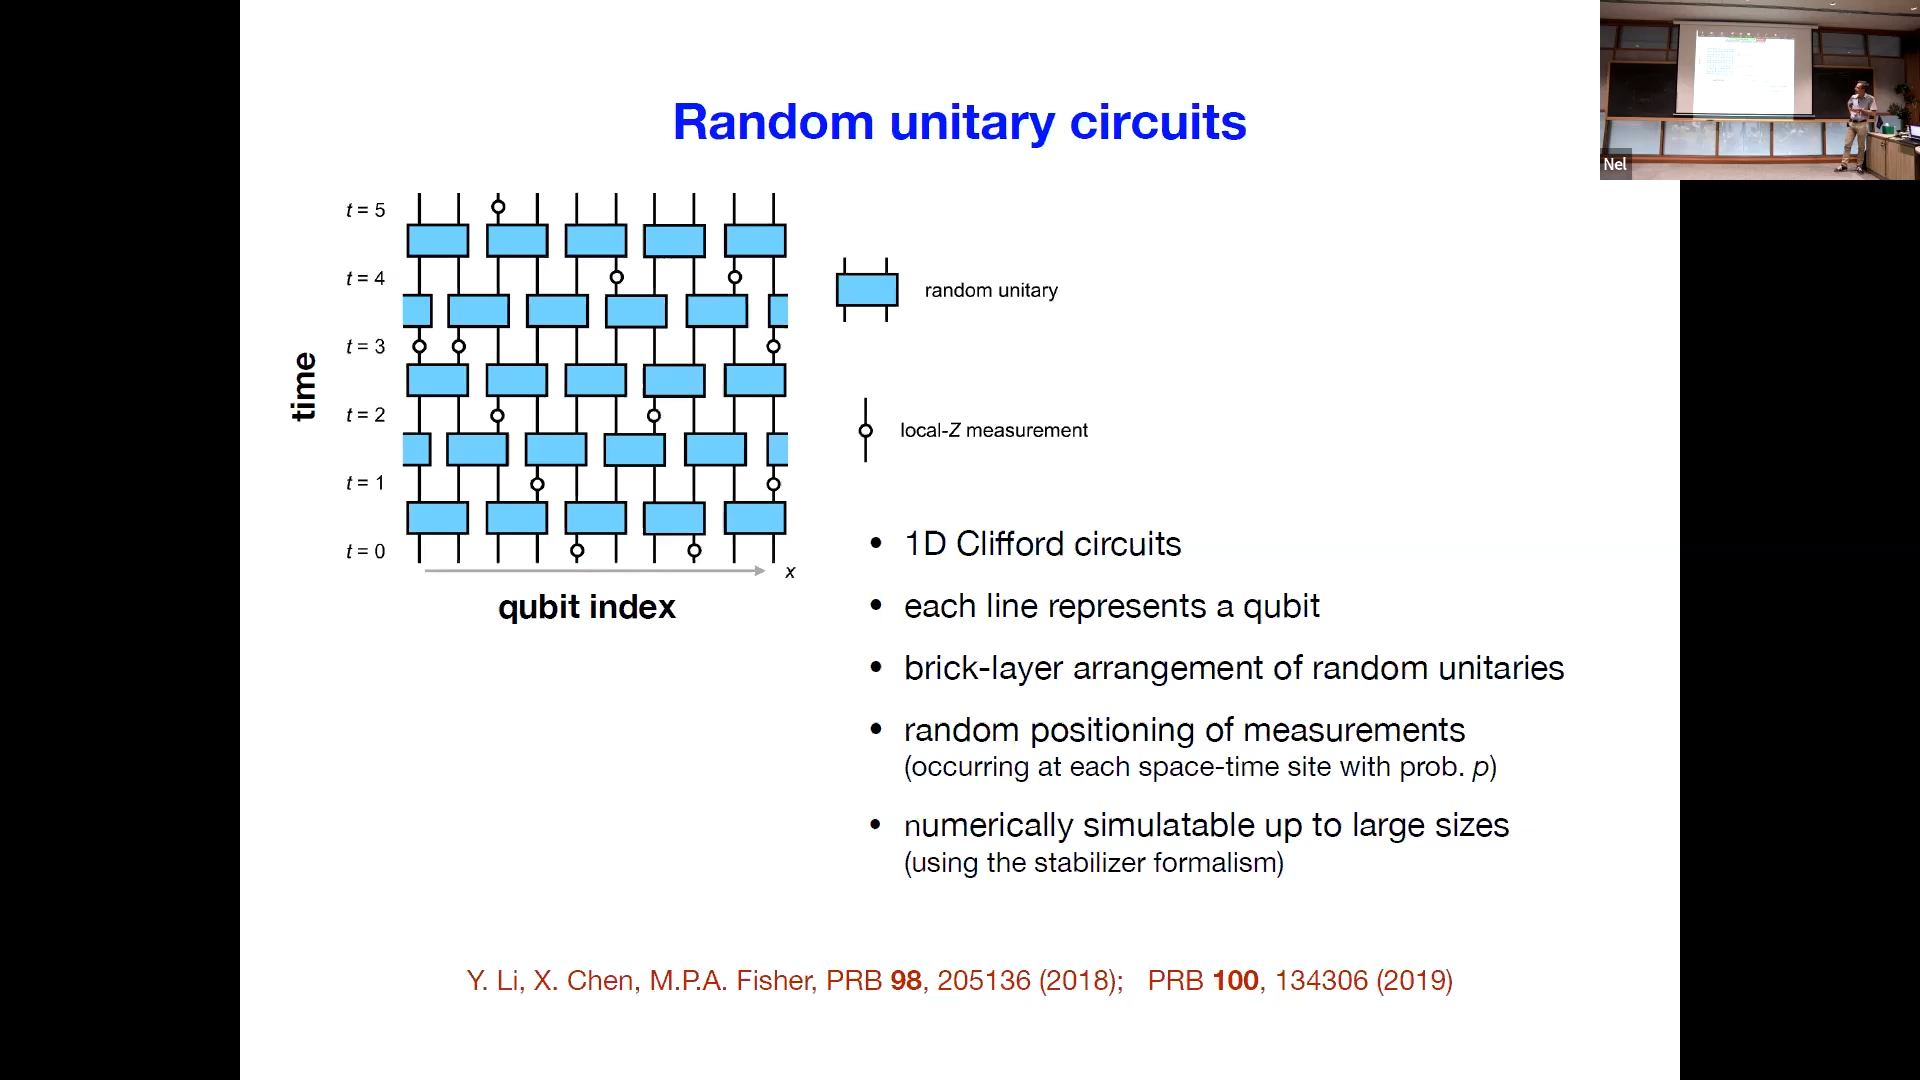 Random unitary circuits
t = 5
t = 4
t = 3
t = 2
t = 1
t = 0
time
x
qubit index
random unitary
local-Z measurement
• 1D Clifford circuits
• each line represents a qubit
• brick-layer arrangement of random unitaries
• random positioning of measurements
(occurring at each space-time site with prob. p)
• numerically simulatable up to large sizes
(using the stabilizer formalism)
Y. Li, X. Chen, M.P.A. Fisher, PRB 98, 205136 (2018); PRB 100, 134306 (2019)
Nel